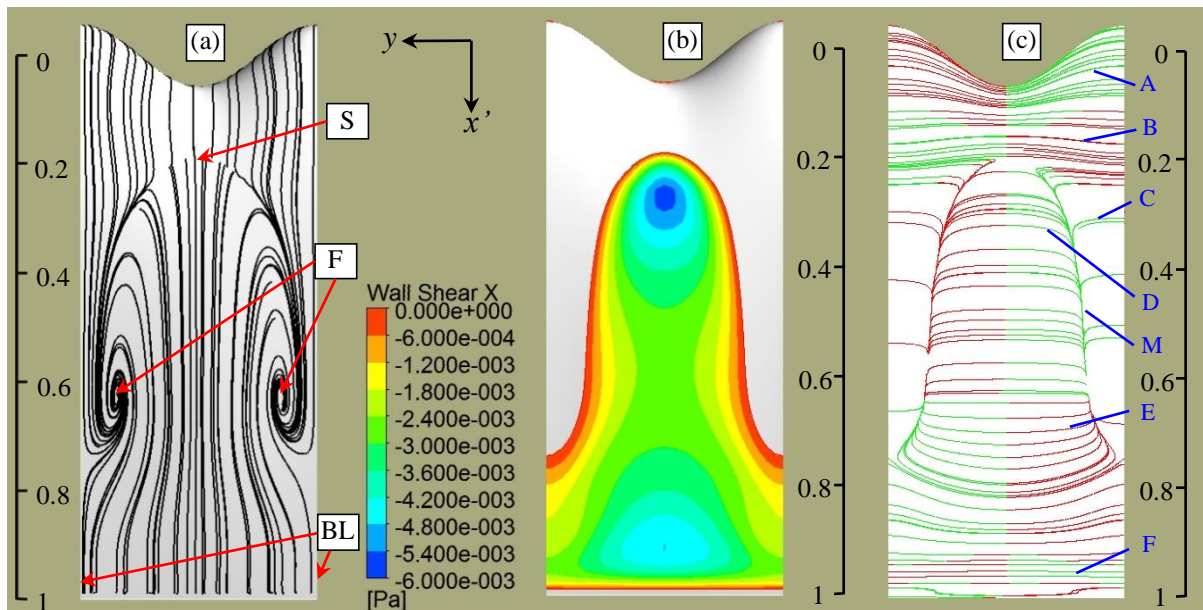 (a)
(b)
(c)
y
x'
0
0.2
0.4
0.6
0.8
1
S
F
BL
Wall Shear X
0.000e+000
-6.000e-004
-1.200e-003
-1.800e-003
-2.400e-003
-3.000e-003
-3.600e-003
-4.200e-003
-4.800e-003
-5.400e-003
-6.000e-003
[Pa]
0
0.2
0.4
0.6
0.8
1
0
0.2
0.4
0.6
0.8
1
A
B
C
D
M
E
F